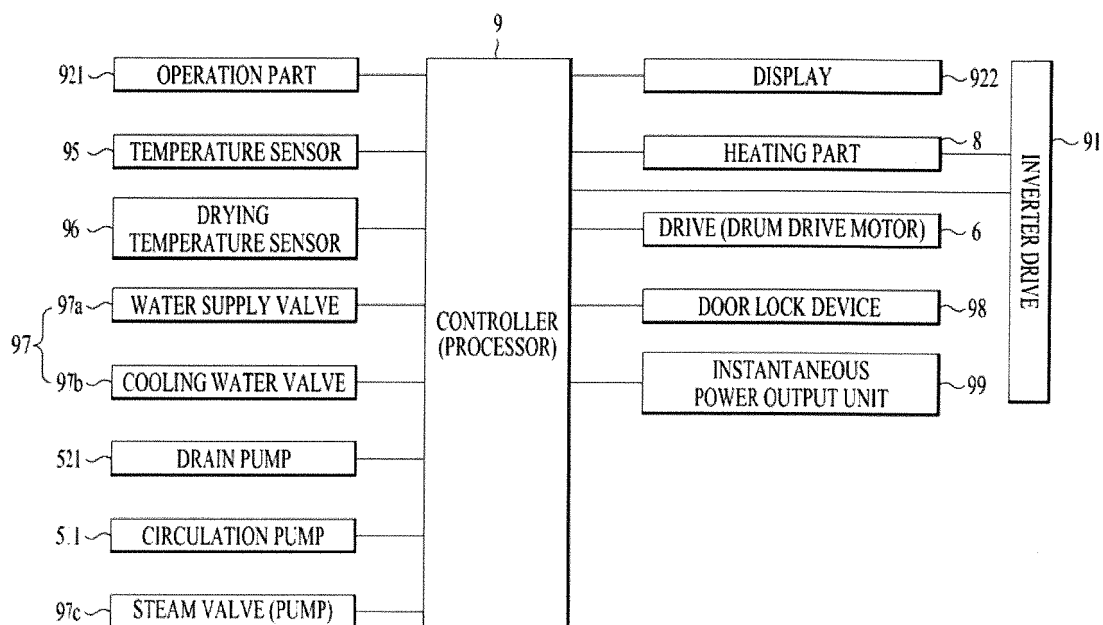 9
921 OPERATION PART
95 TEMPERATURE SENSOR
96 DRYING
TEMPERATURE SENSOR
97
97a WATER SUPPLY VALVE
97b COOLING WATER VALVE
521 DRAIN PUMP
5.1 CIRCULATION PUMP
97c STEAM VALVE (PUMP)
CONTROLLER
(PROCESSOR)
DISPLAY 922
HEATING PART 8
DRIVE (DRUM DRIVE MOTOR) 6
DOOR LOCK DEVICE 98
INSTANTANEOUS
POWER OUTPUT UNIT 99
INVERTER DRIVE 91